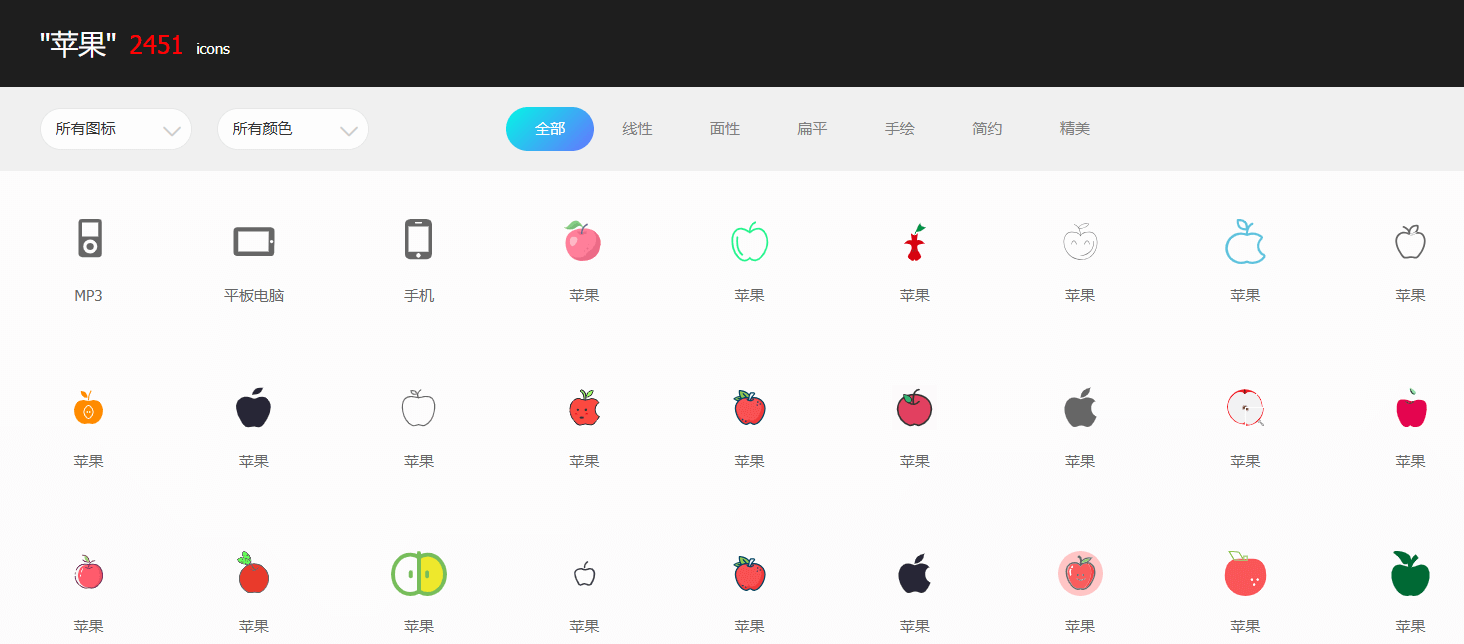 "苹果" 2451 icons
所有图标 所有颜色 全部 线性 面性 扁平 手绘 简约 精美
MP3 平板电脑 手机 苹果 苹果 苹果 苹果 苹果 苹果
苹果 苹果 苹果 苹果 苹果 苹果 苹果 苹果 苹果
苹果 苹果 苹果 苹果 苹果 苹果 苹果 苹果 苹果